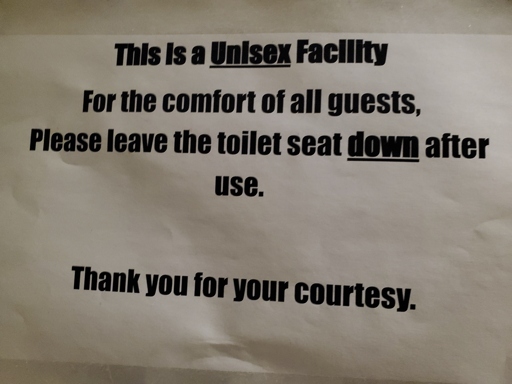 This is a Unisex Facility
For the comfort of all guests,
Please leave the toilet seat down after
use.
Thank you for your courtesy.